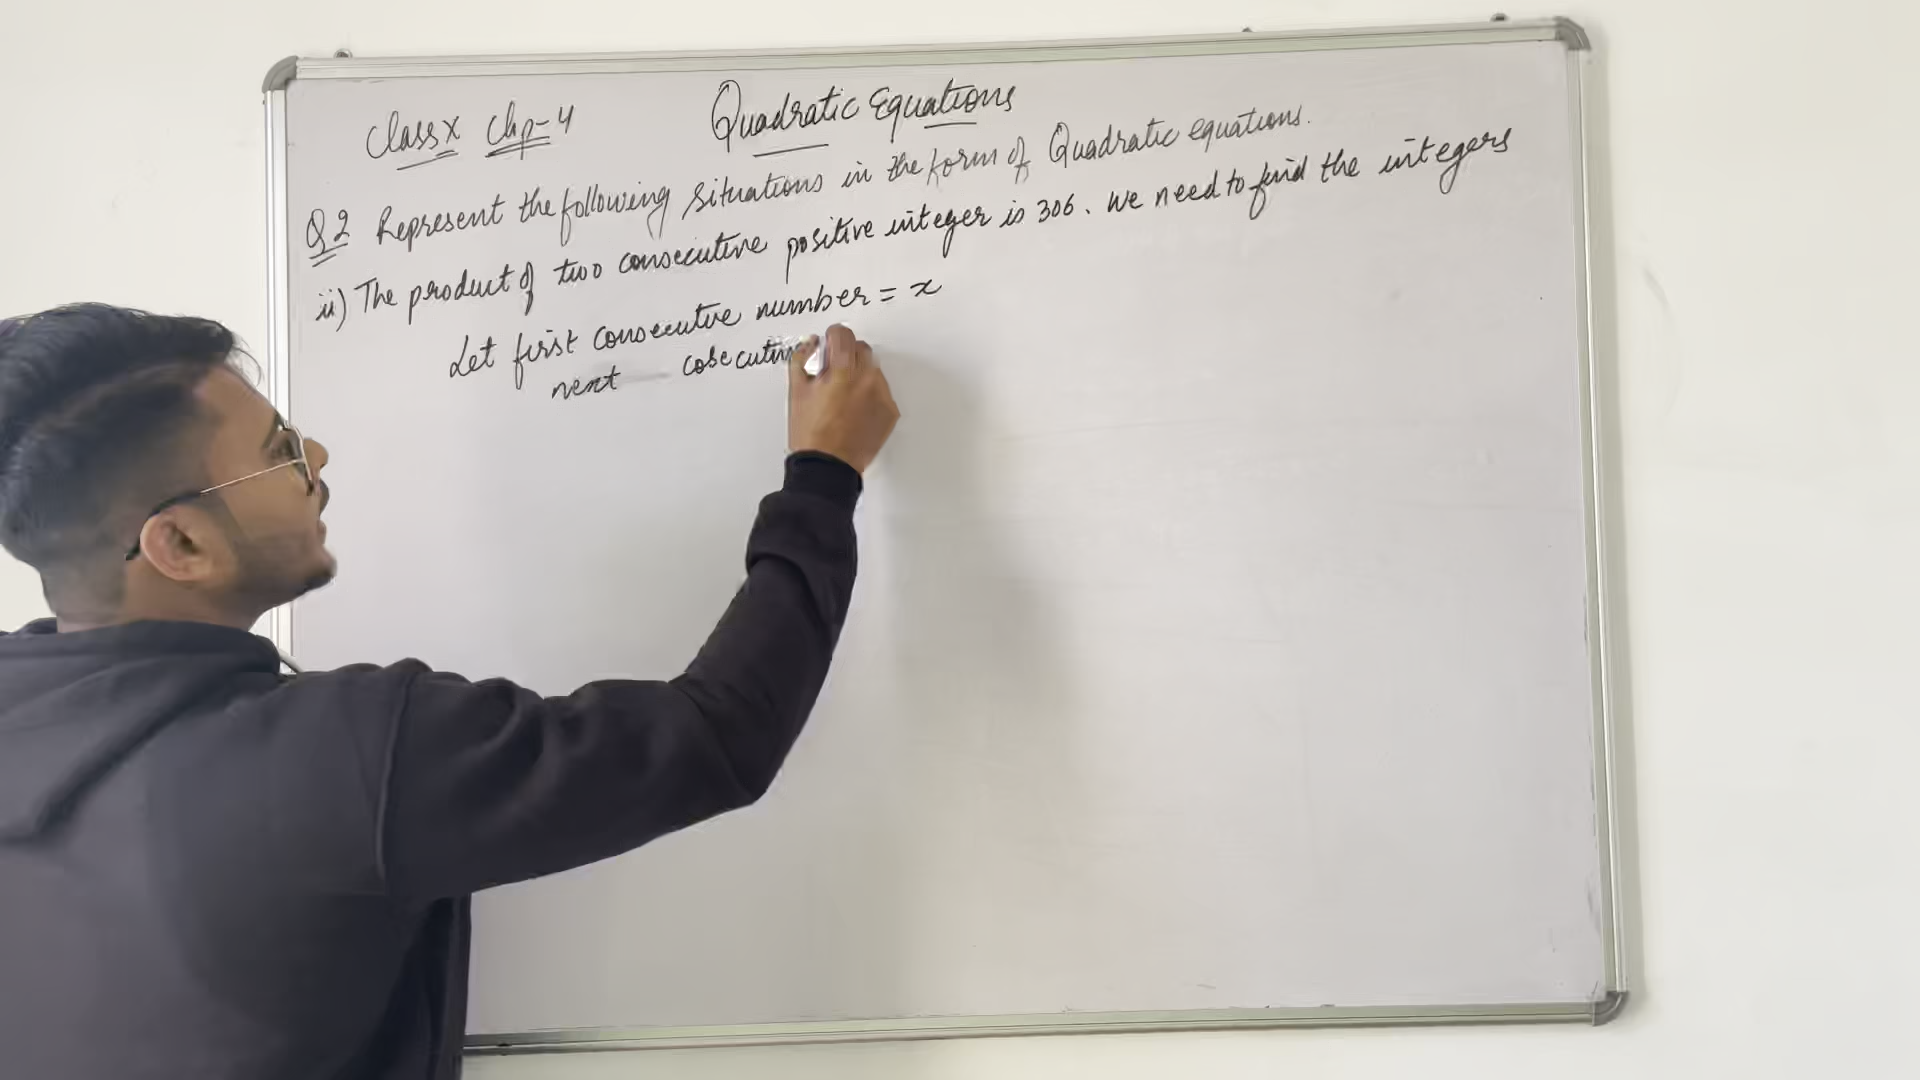 Class X Chp-4 Quadratic Equations
Q2 Represent the following situations in the form of Quadratic equations.
ii) The product of two consecutive positive integer is 306. We need to find the integers
Let first consecutive number = x
next